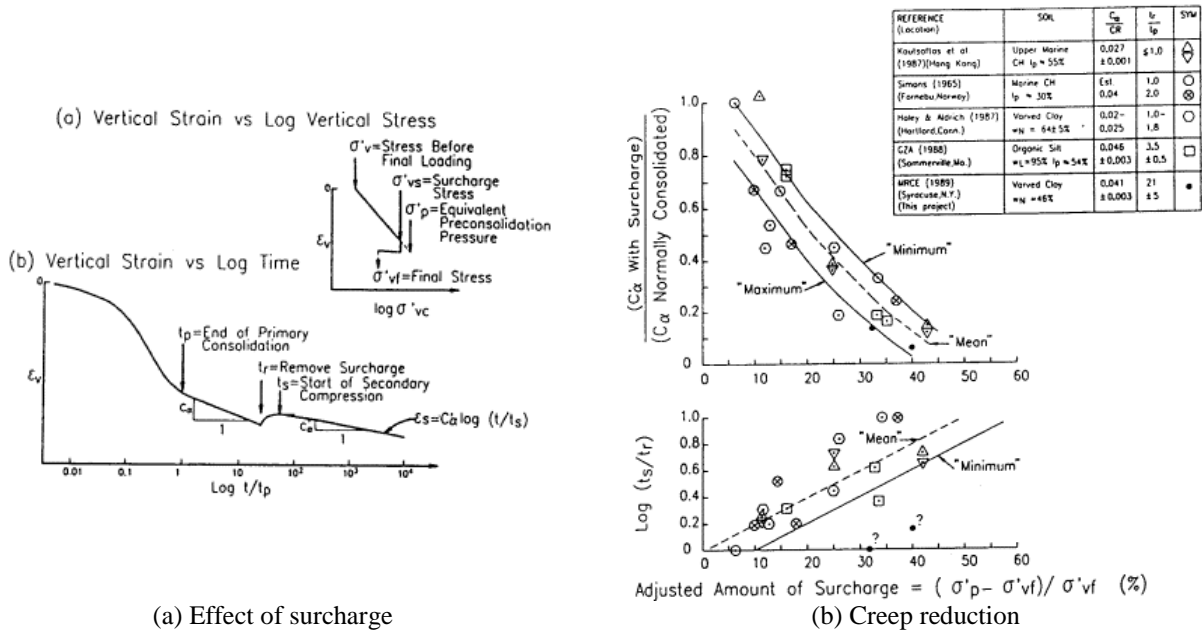 (a) Vertical Strain vs Log Vertical Stress
σ'v=Stress Before
Final Loading
σ'vs=Surcharge
Stress
σ'p=Equivalent
Preconsolidation
Pressure
0
εv
σ'vf=Final Stress
log σ'vc
(b) Vertical Strain vs Log Time
0
tp=End of Primary
Consolidation
tr=Remove Surcharge
ts=Start of Secondary
Compression
εv
Cα
1
Cα
1
εs=C'α log (t/ts)
0.01
0.1
1
10
10²
10³
10⁴
Log t/tp
(a) Effect of surcharge
REFERENCE
(Location)
SOIL
Cα
CR
tr
tp
SYM
Koutsoftas et al
(1987)(Hong Kong)
Upper Marine
CH Ip ≈ 55%
0.027
±0.001
≤1.0
Simons (1965)
(Fornebu, Norway)
Marine CH
Ip ≈ 30%
Est.
0.04
1.0
2.0
Haley & Aldrich (1987)
(Hartford, Conn.)
Varved Clay
wN = 64±5%
0.02-
0.025
1.0-
1.8
GZA (1988)
(Sommerville, Ma.)
Organic Silt
wL=95% Ip≈54%
0.046
±0.003
3.5
±0.5
MRCE (1989)
(Syracuse, N.Y.)
(This project)
Varved Clay
wN =46%
0.041
±0.003
21
±5
(C'α With Surcharge)
(Cα Normally Consolidated)
1.0
0.8
0.6
0.4
0.2
0
"Minimum"
"Maximum"
"Mean"
0
10
20
30
40
50
60
Log (ts/tr)
1.0
0.8
0.6
0.4
0.2
0
"Mean"
"Minimum"
?
?
0
10
20
30
40
50
60
Adjusted Amount of Surcharge = (σ'p − σ'vf)/ σ'vf (%)
(b) Creep reduction